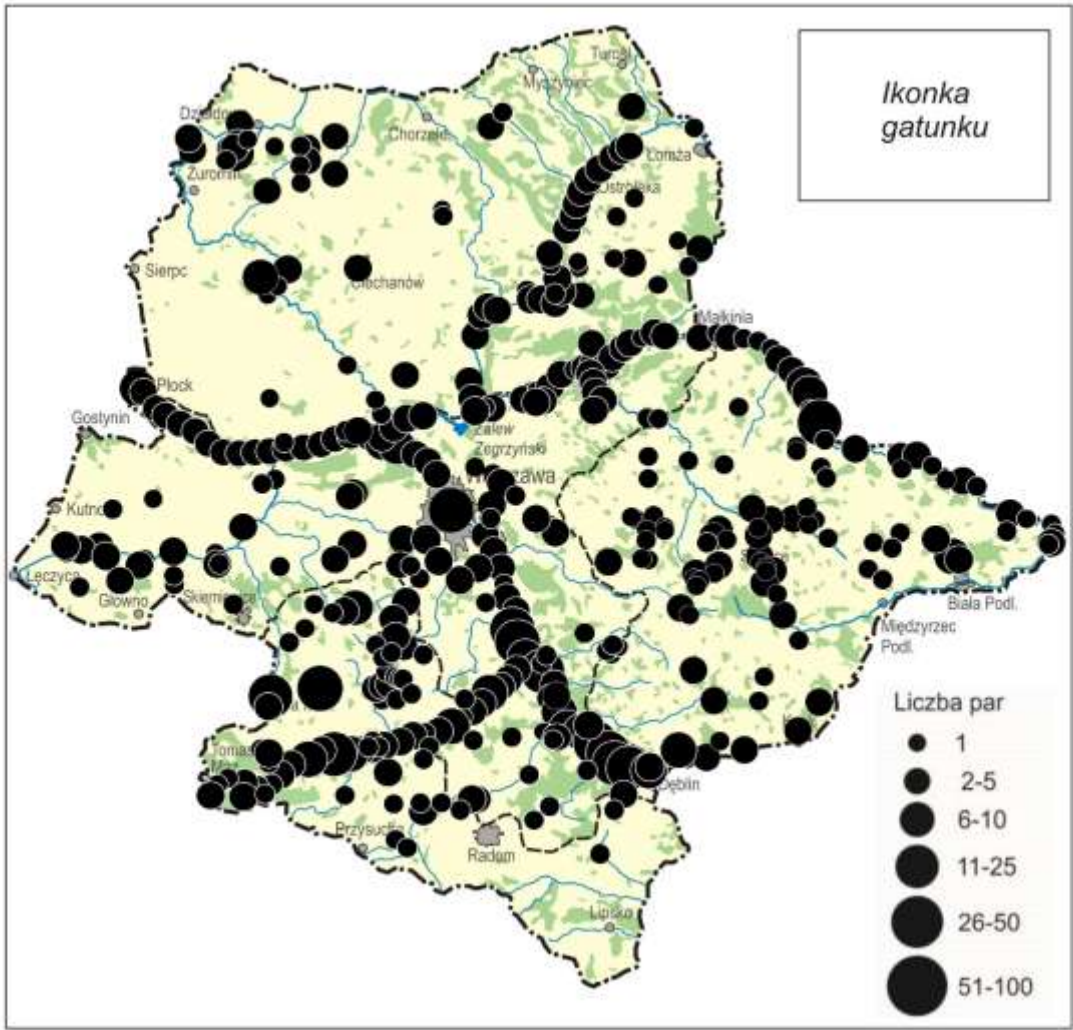 Ikonka
gatunku
Turośl
Myszyniec
Chorzele
Łomża
Ostrołęka
Żuromin
Sierpc
Ciechanów
Małkinia
Płock
Gostynin
Zalew
Zegrzyński
Kutno
Łęczyca
Głowno
Skierniewice
Biała Podl.
Międzyrzec
Podl.
Dęblin
Przysucha
Radom
Lipsko
Liczba par
1
2-5
6-10
11-25
26-50
51-100